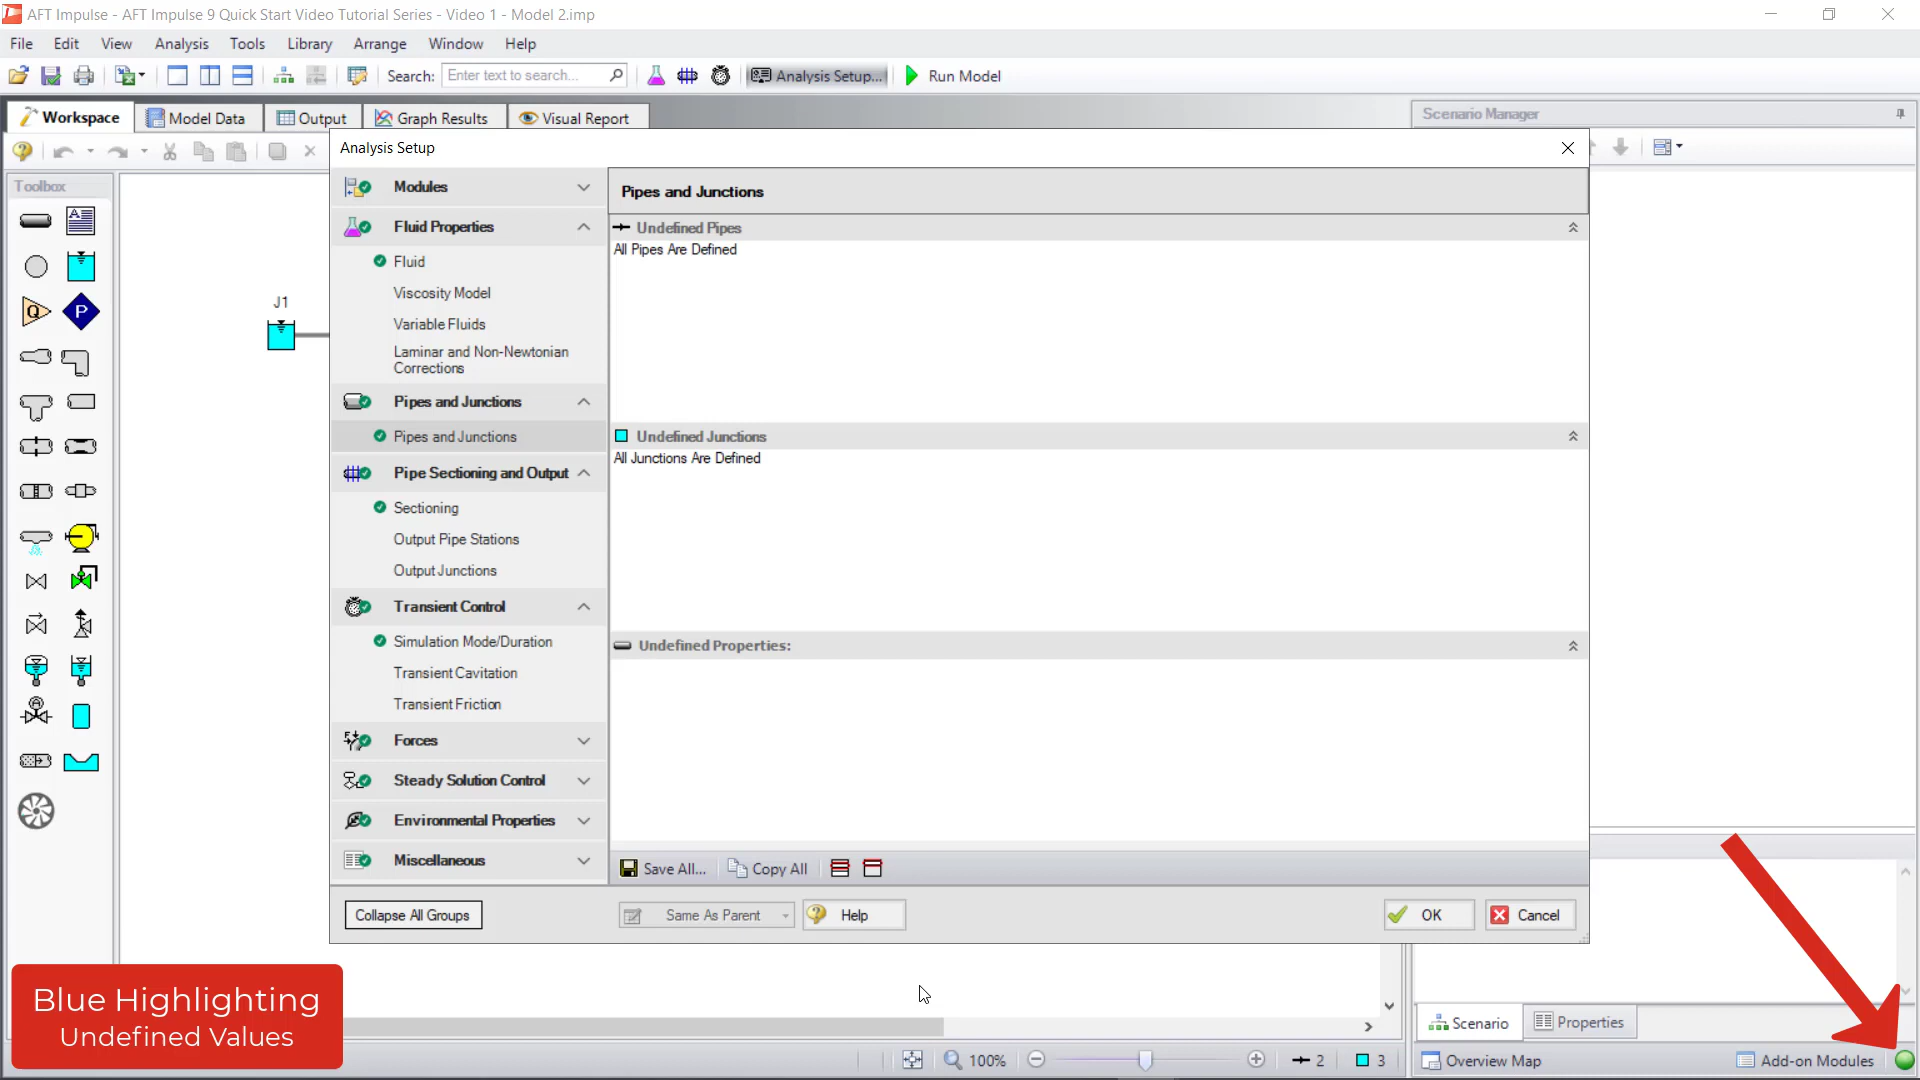 AFT Impulse - AFT Impulse 9 Quick Start Video Tutorial Series - Video 1 - Model 2.imp
File Edit View Analysis Tools Library Arrange Window Help
Search: Enter text to search... Analysis Setup... Run Model
Workspace Model Data Output Graph Results Visual Report
Scenario Manager
Analysis Setup
Toolbox
Modules
Pipes and Junctions
Fluid Properties
Undefined Pipes
All Pipes Are Defined
Fluid
Viscosity Model
Variable Fluids
Laminar and Non-Newtonian
Corrections
J1
Q
P
A
Pipes and Junctions
Pipes and Junctions
Undefined Junctions
All Junctions Are Defined
Pipe Sectioning and Output
Sectioning
Output Pipe Stations
Output Junctions
Transient Control
Simulation Mode/Duration
Undefined Properties:
Transient Cavitation
Transient Friction
Forces
Steady Solution Control
Environmental Properties
Miscellaneous
Save All... Copy All
Collapse All Groups Same As Parent Help OK Cancel
Blue Highlighting
Undefined Values
Scenario Properties
100% 2 3 Overview Map Add-on Modules